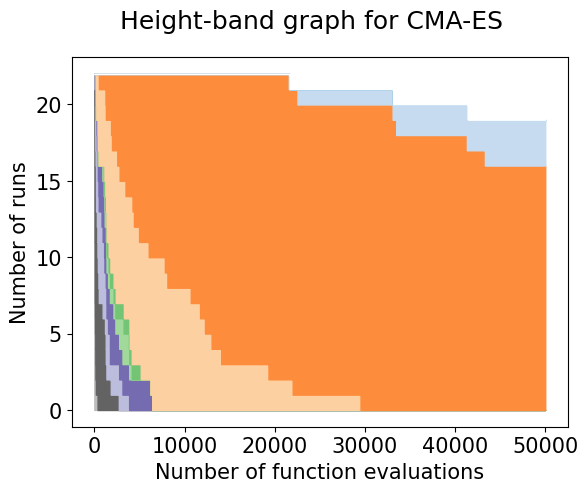 Height-band graph for CMA-ES
Number of runs
20
15
10
5
0
0 10000 20000 30000 40000 50000
Number of function evaluations